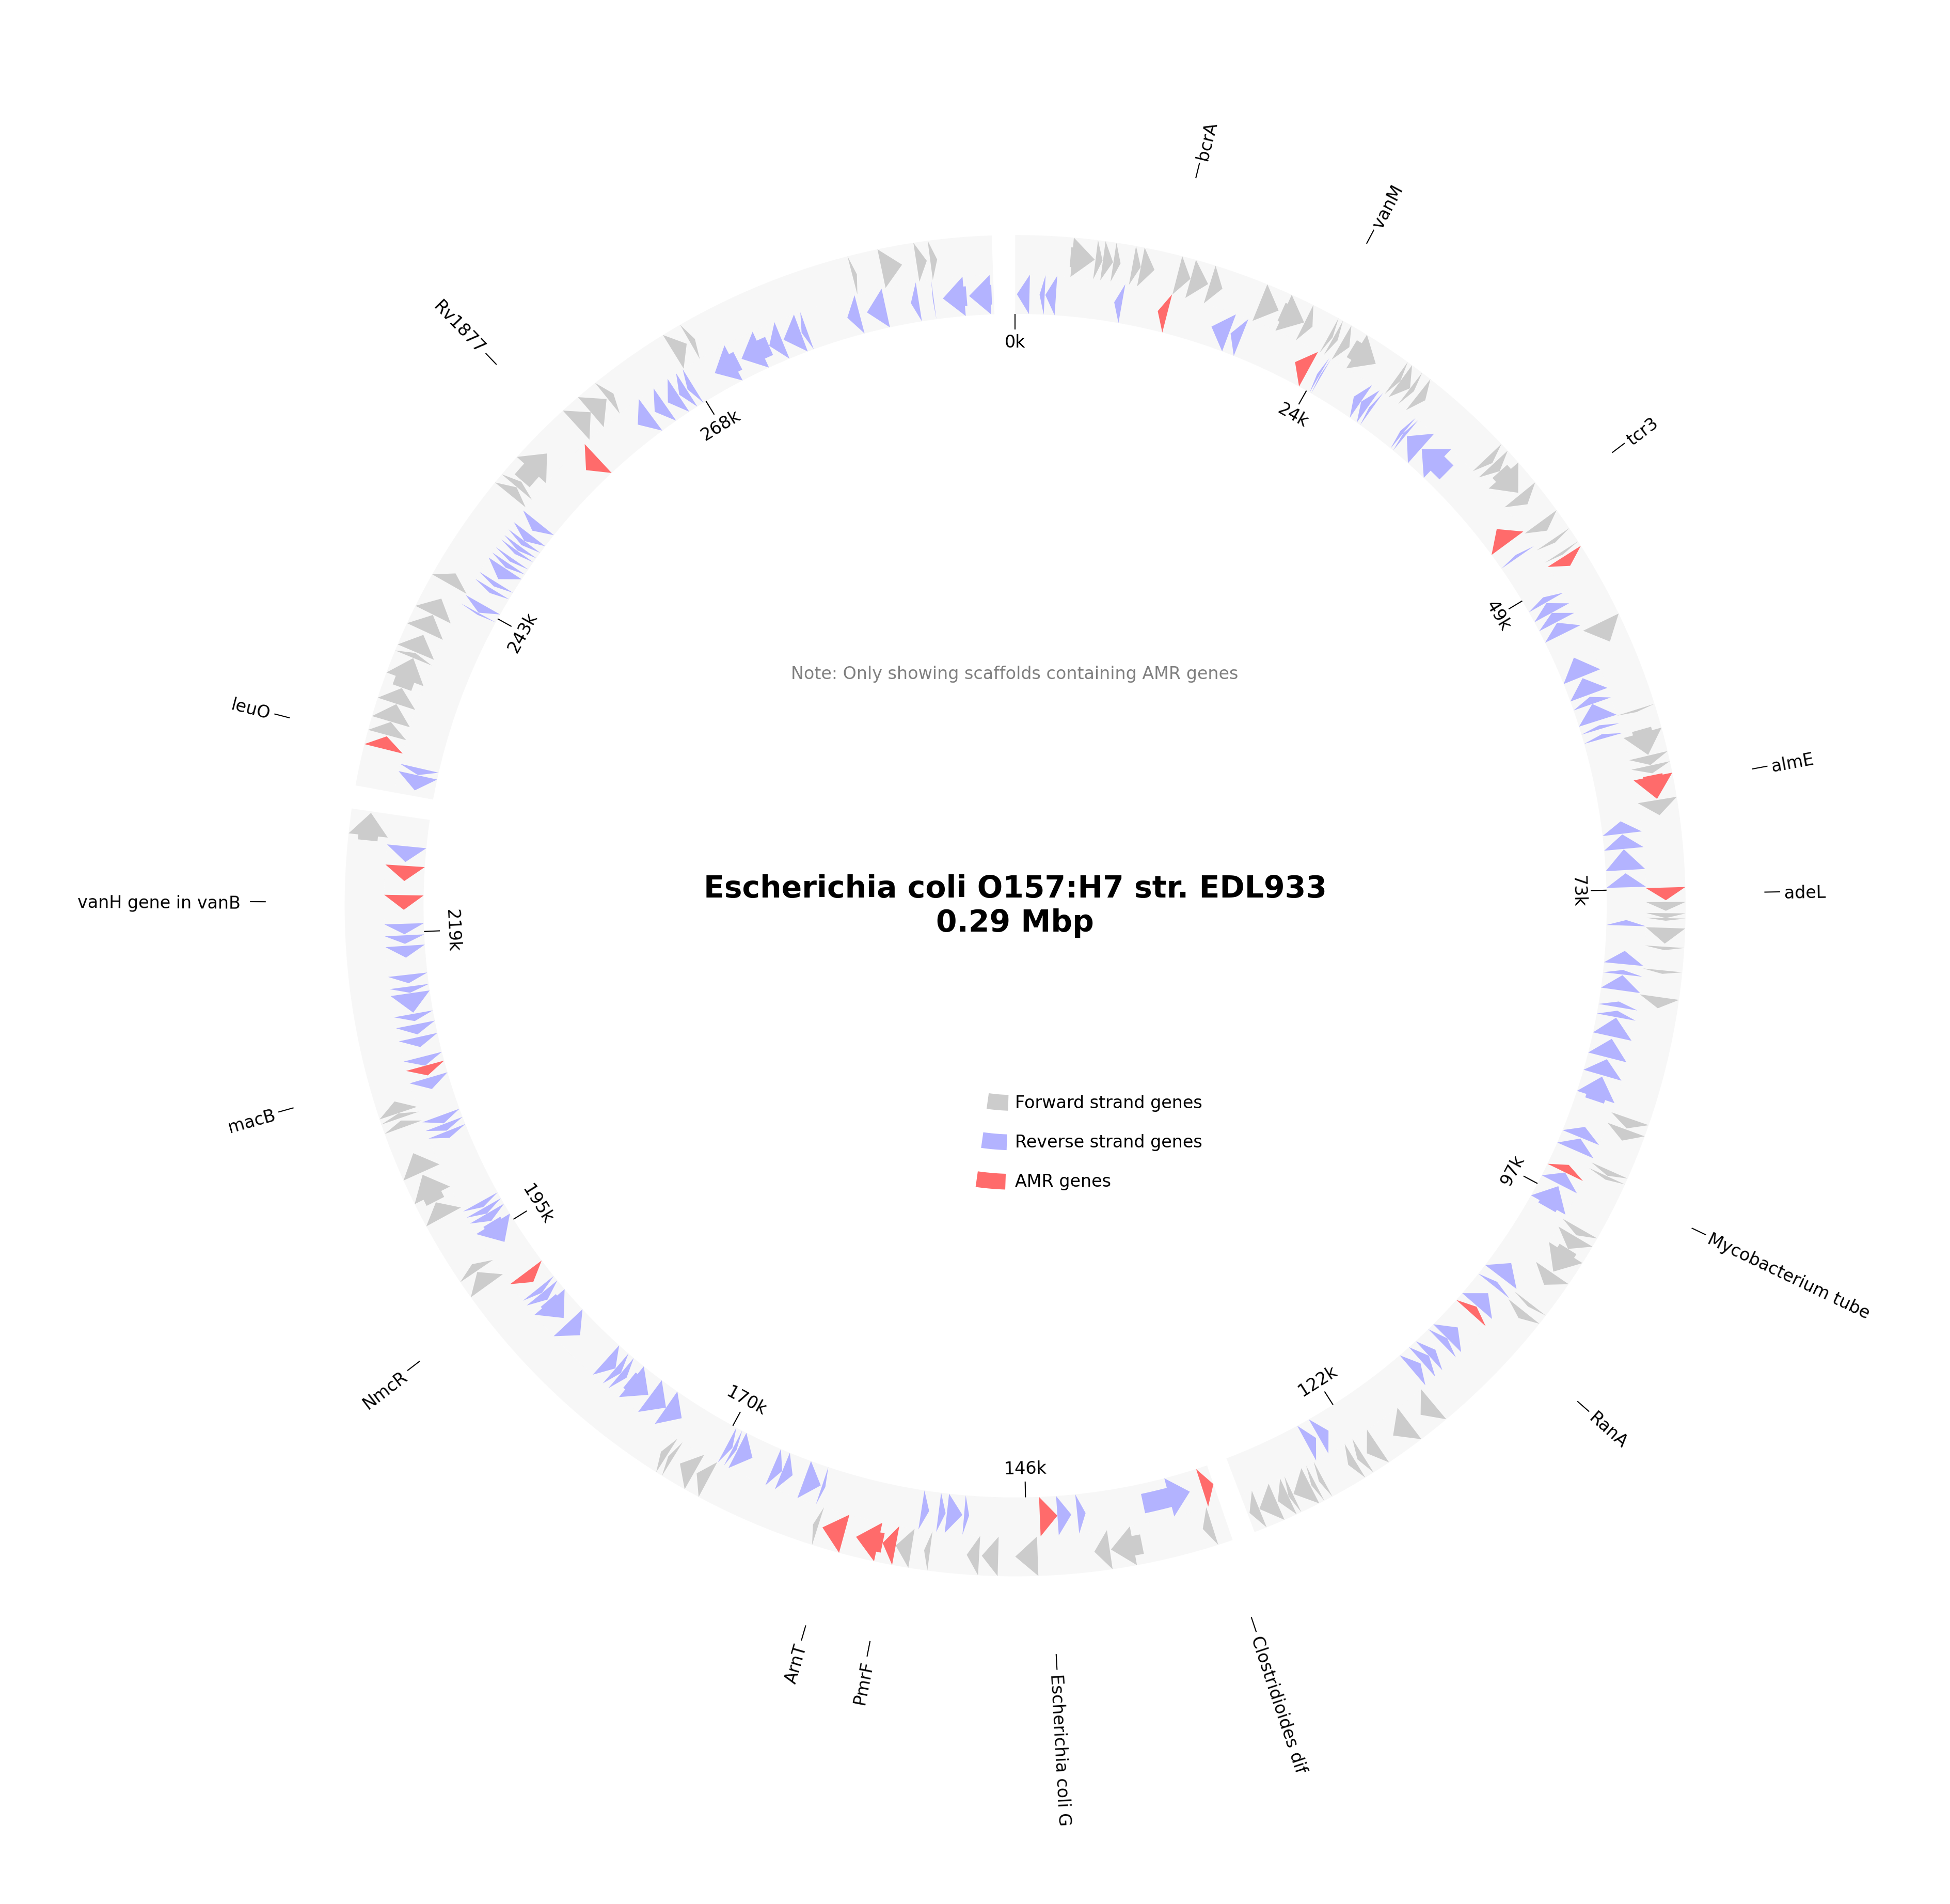 bcrA
vanM
Rv1877
0k
24k
268k
tcr3
49k
243k
Note: Only showing scaffolds containing AMR genes
leuO
almE
Escherichia coli O157:H7 str. EDL933
0.29 Mbp
73k
adeL
vanH gene in vanB
219k
Forward strand genes
Reverse strand genes
AMR genes
macB
97k
195k
Mycobacterium tube
NmcR
122k
170k
RanA
146k
ArnT
PmrF
Escherichia coli G
Clostridioides dif